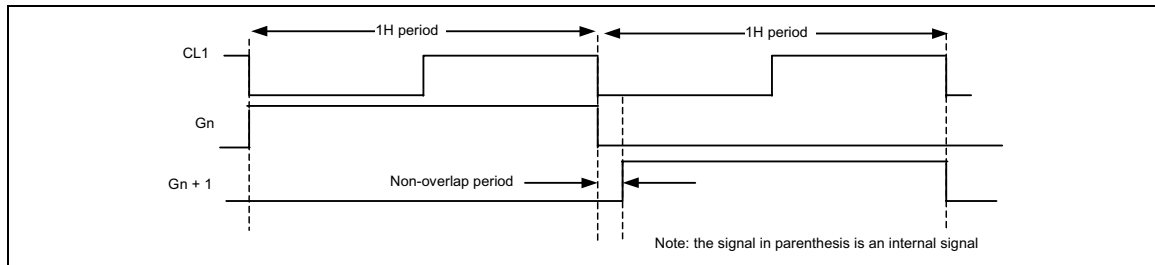 1H period
1H period
CL1
Gn
Non-overlap period
Gn + 1
Note: the signal in parenthesis is an internal signal